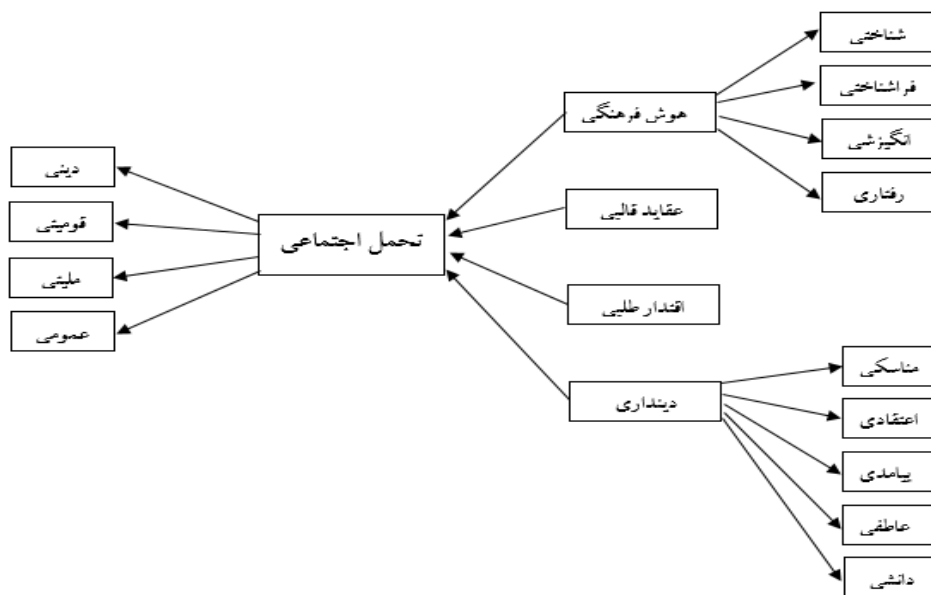 شناختی
فراشناختی
انگیزشی
رفتاری
هوش فرهنگی
عقاید قالبی
اقتدار طلبی
دینداری
مناسکی
اعتقادی
پیامدی
عاطفی
دانشی
تحمل اجتماعی
دینی
قومیتی
ملیتی
عمومی